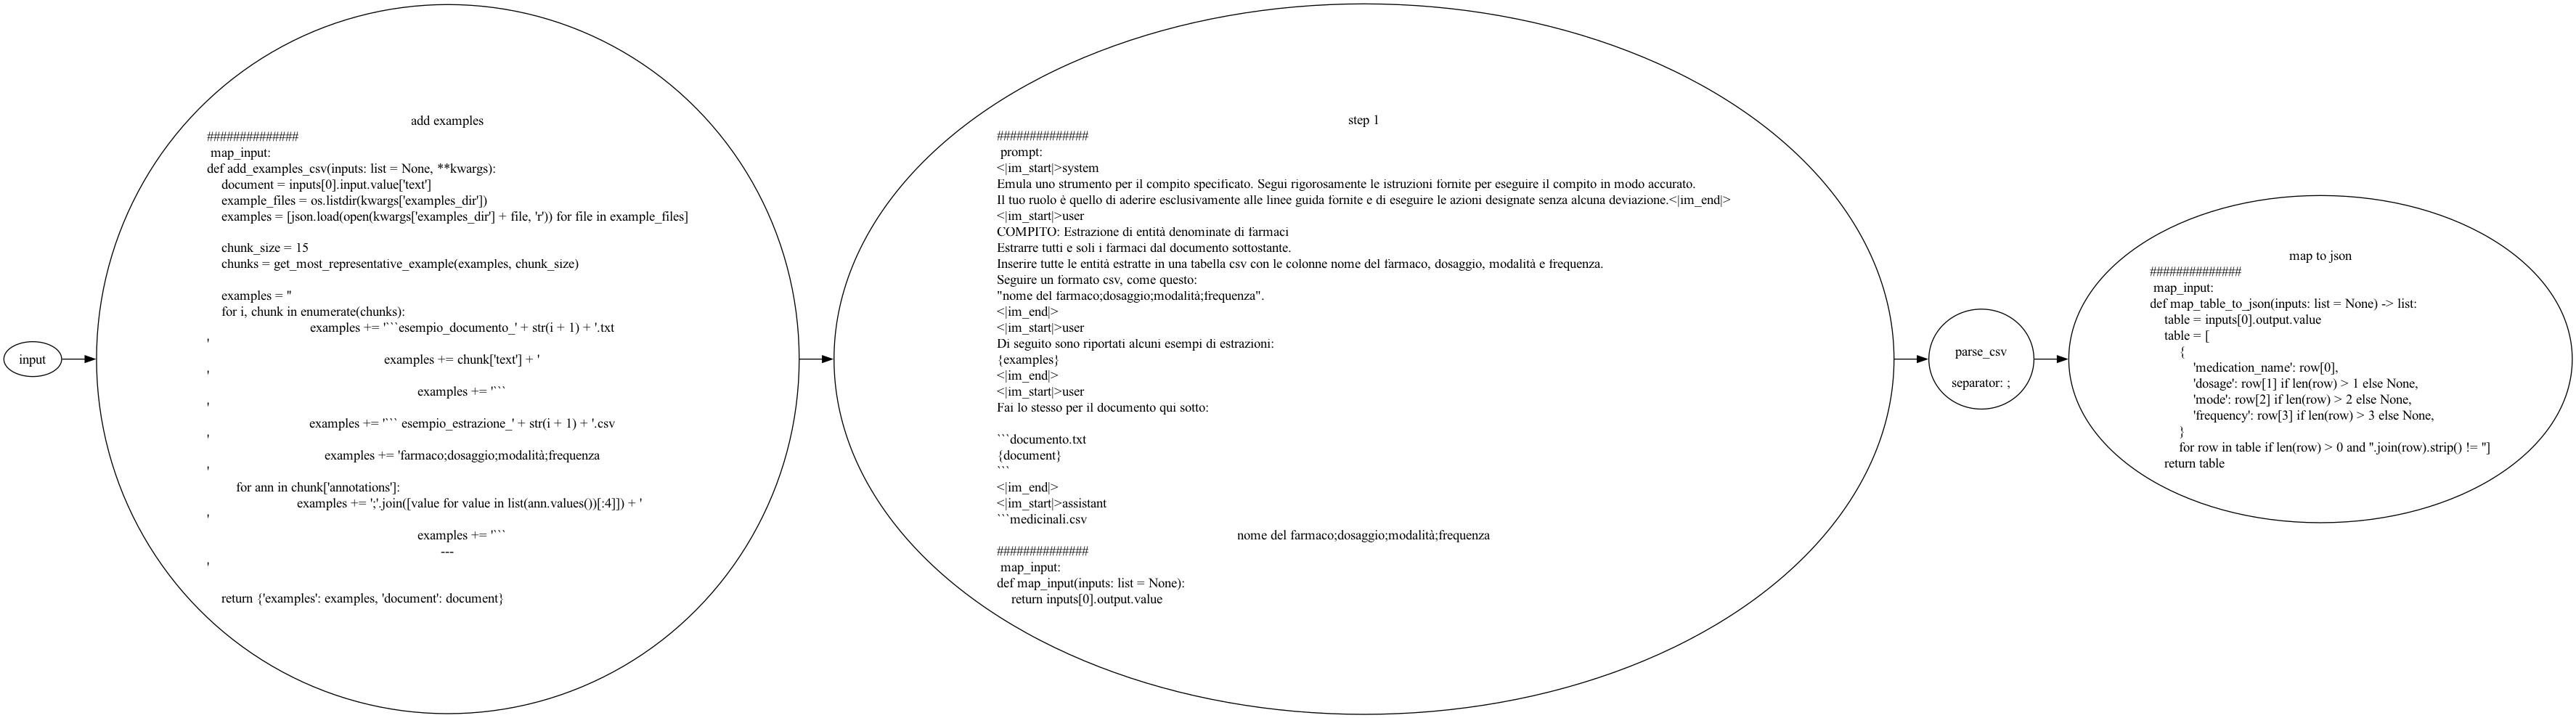 input
add examples
##############
map_input:
def add_examples_csv(inputs: list = None, **kwargs):
    document = inputs[0].input.value['text']
    example_files = os.listdir(kwargs['examples_dir'])
    examples = [json.load(open(kwargs['examples_dir'] + file, 'r')) for file in example_files]
    chunk_size = 15
    chunks = get_most_representative_example(examples, chunk_size)
    examples = ''
    for i, chunk in enumerate(chunks):
examples += '```esempio_documento_' + str(i + 1) + '.txt
'
examples += chunk['text'] + '
'
examples += '```
'
examples += '``` esempio_estrazione_' + str(i + 1) + '.csv
'
examples += 'farmaco;dosaggio;modalità;frequenza
'
        for ann in chunk['annotations']:
examples += ';'.join([value for value in list(ann.values())[:4]]) + '
'
examples += '```
---
'
    return {'examples': examples, 'document': document}
step 1
##############
prompt:
<|im_start|>system
Emula uno strumento per il compito specificato. Segui rigorosamente le istruzioni fornite per eseguire il compito in modo accurato.
Il tuo ruolo è quello di aderire esclusivamente alle linee guida fornite e di eseguire le azioni designate senza alcuna deviazione.<|im_end|>
<|im_start|>user
COMPITO: Estrazione di entità denominate di farmaci
Estrarre tutti e soli i farmaci dal documento sottostante.
Inserire tutte le entità estratte in una tabella csv con le colonne nome del farmaco, dosaggio, modalità e frequenza.
Seguire un formato csv, come questo:
"nome del farmaco;dosaggio;modalità;frequenza".
<|im_end|>
<|im_start|>user
Di seguito sono riportati alcuni esempi di estrazioni:
{examples}
<|im_end|>
<|im_start|>user
Fai lo stesso per il documento qui sotto:
```documento.txt
{document}
```
<|im_end|>
<|im_start|>assistant
```medicinali.csv
nome del farmaco;dosaggio;modalità;frequenza
##############
map_input:
def map_input(inputs: list = None):
    return inputs[0].output.value
parse_csv
separator: ;
map to json
##############
map_input:
def map_table_to_json(inputs: list = None) -> list:
    table = inputs[0].output.value
    table = [
        {
            'medication_name': row[0],
            'dosage': row[1] if len(row) > 1 else None,
            'mode': row[2] if len(row) > 2 else None,
            'frequency': row[3] if len(row) > 3 else None,
        }
        for row in table if len(row) > 0 and ''.join(row).strip() != '']
    return table